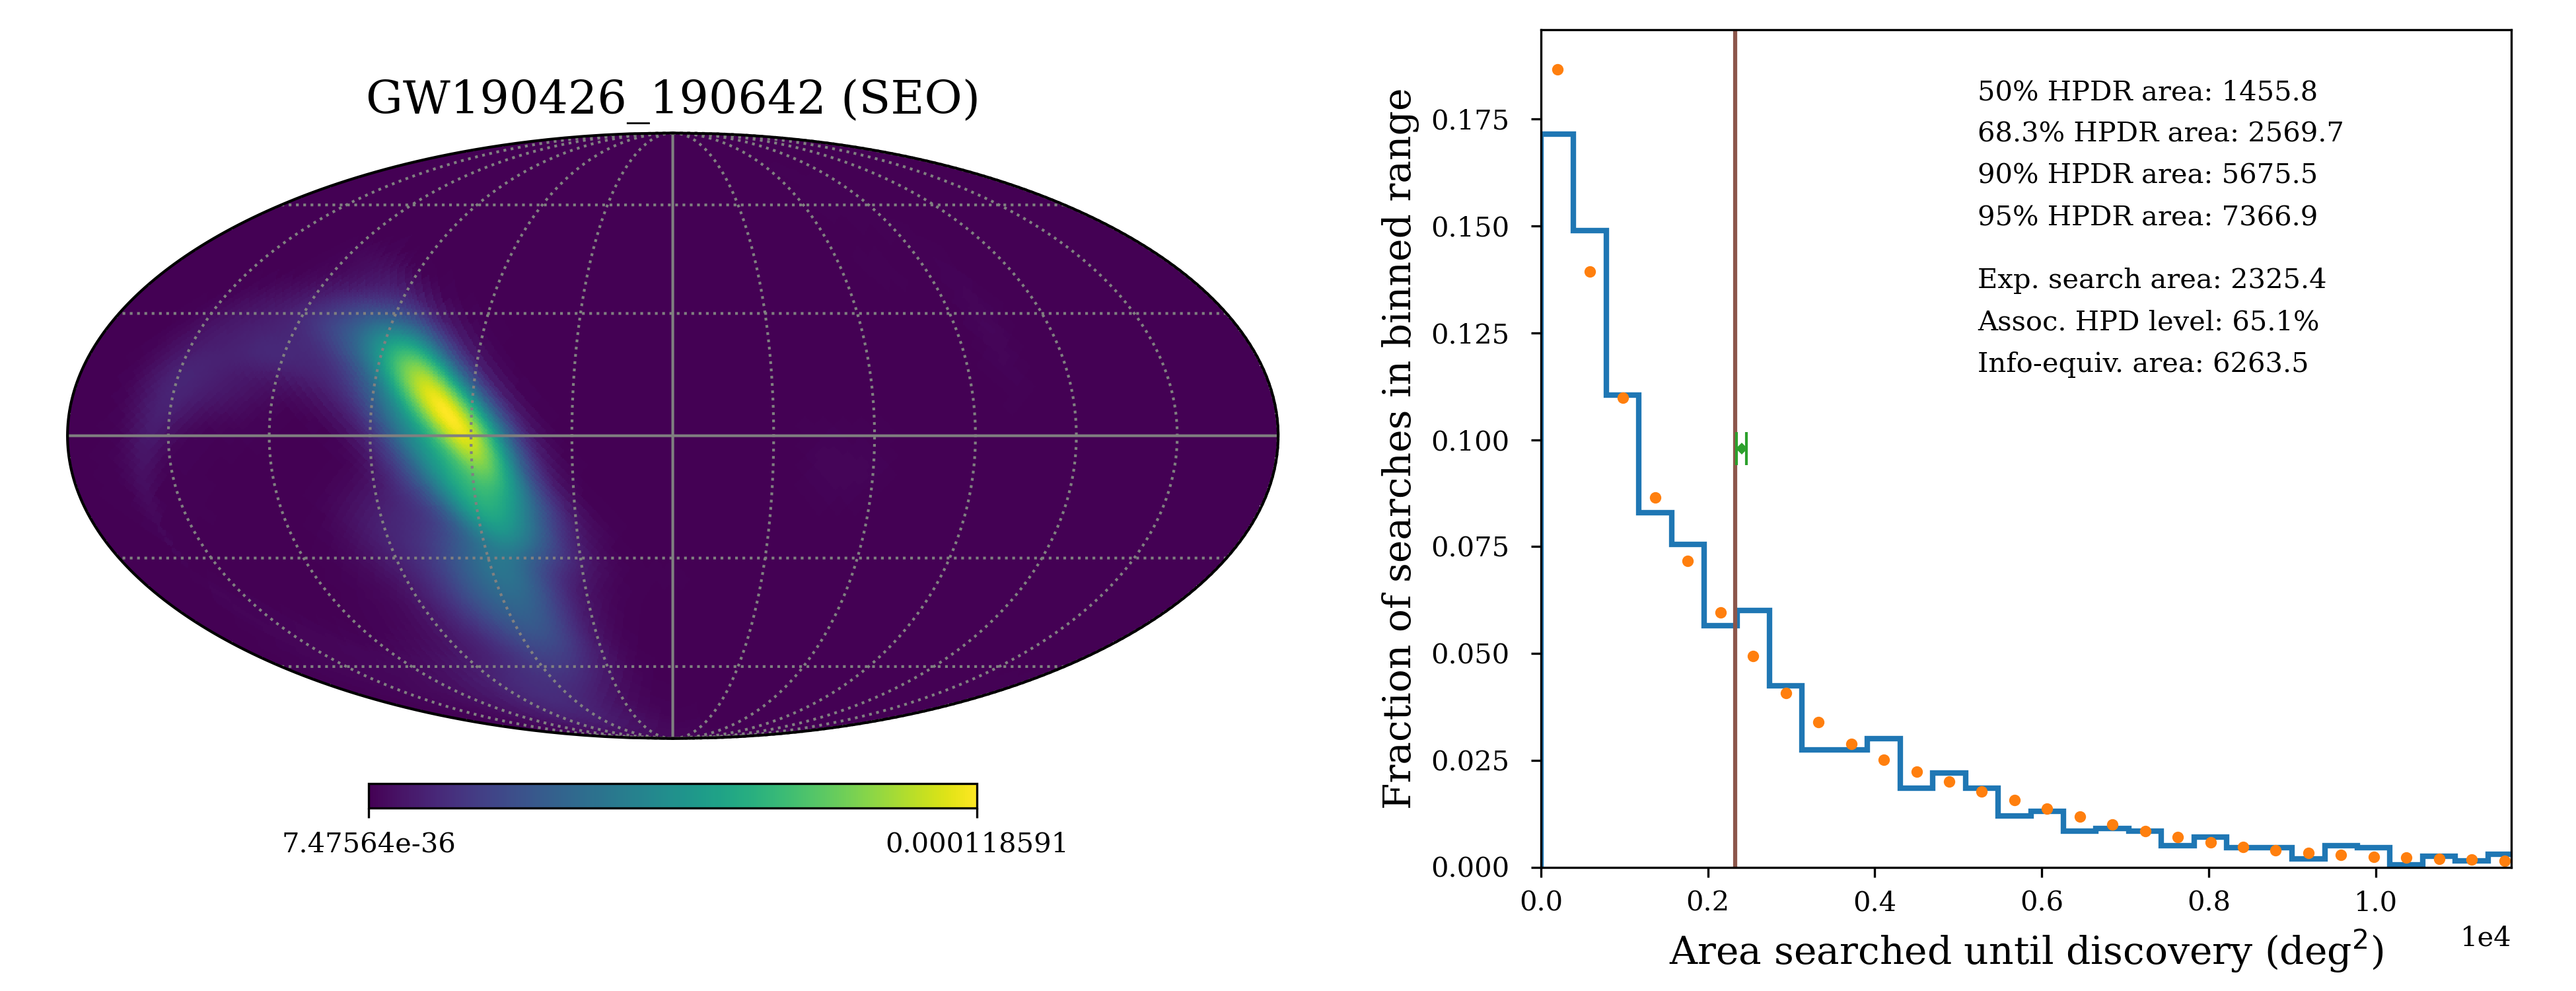 GW190426_190642 (SEO)
7.47564e-36
0.000118591
Fraction of searches in binned range
0.175
0.150
0.125
0.100
0.075
0.050
0.025
0.000
50% HPDR area: 1455.8
68.3% HPDR area: 2569.7
90% HPDR area: 5675.5
95% HPDR area: 7366.9
Exp. search area: 2325.4
Assoc. HPD level: 65.1%
Info-equiv. area: 6263.5
0.0 0.2 0.4 0.6 0.8 1.0
1e4
Area searched until discovery (deg²)